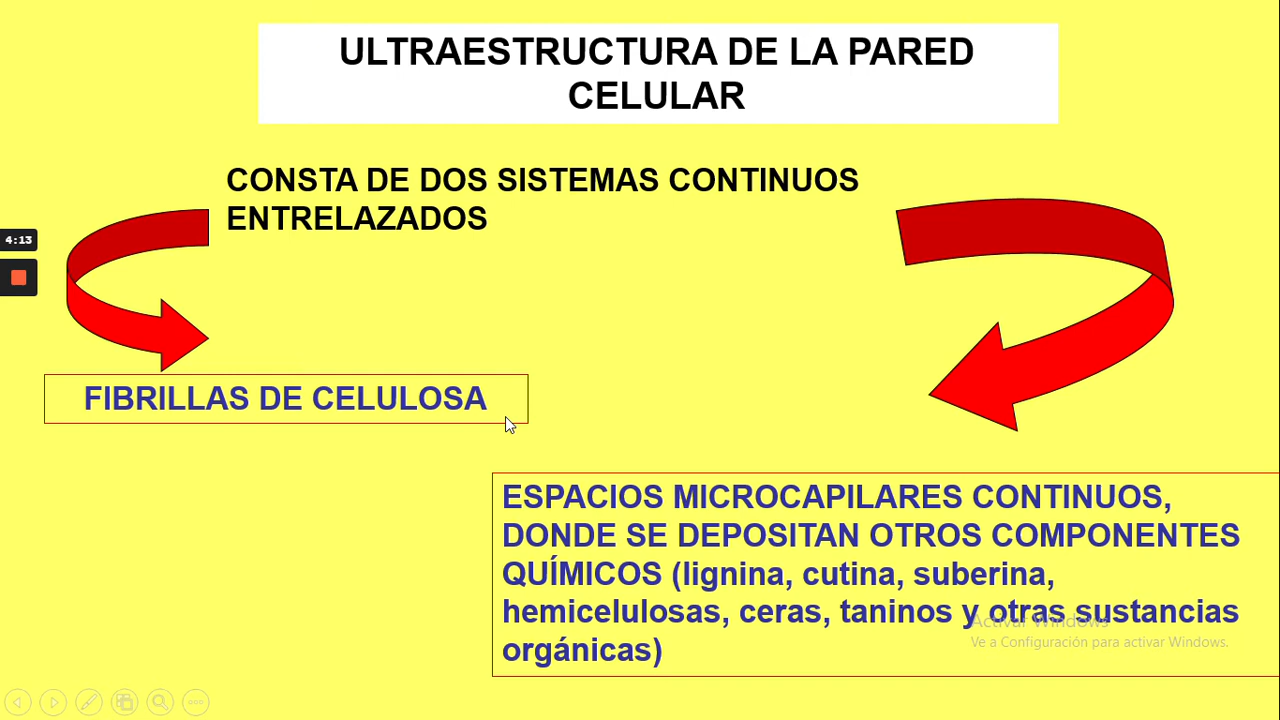 ULTRAESTRUCTURA DE LA PARED
CELULAR
CONSTA DE DOS SISTEMAS CONTINUOS
ENTRELAZADOS
4:13
FIBRILLAS DE CELULOSA
ESPACIOS MICROCAPILARES CONTINUOS,
DONDE SE DEPOSITAN OTROS COMPONENTES
QUÍMICOS (lignina, cutina, suberina,
hemicelulosas, ceras, taninos y otras sustancias
orgánicas)
Activar Windows
Ve a Configuración para activar Windows.